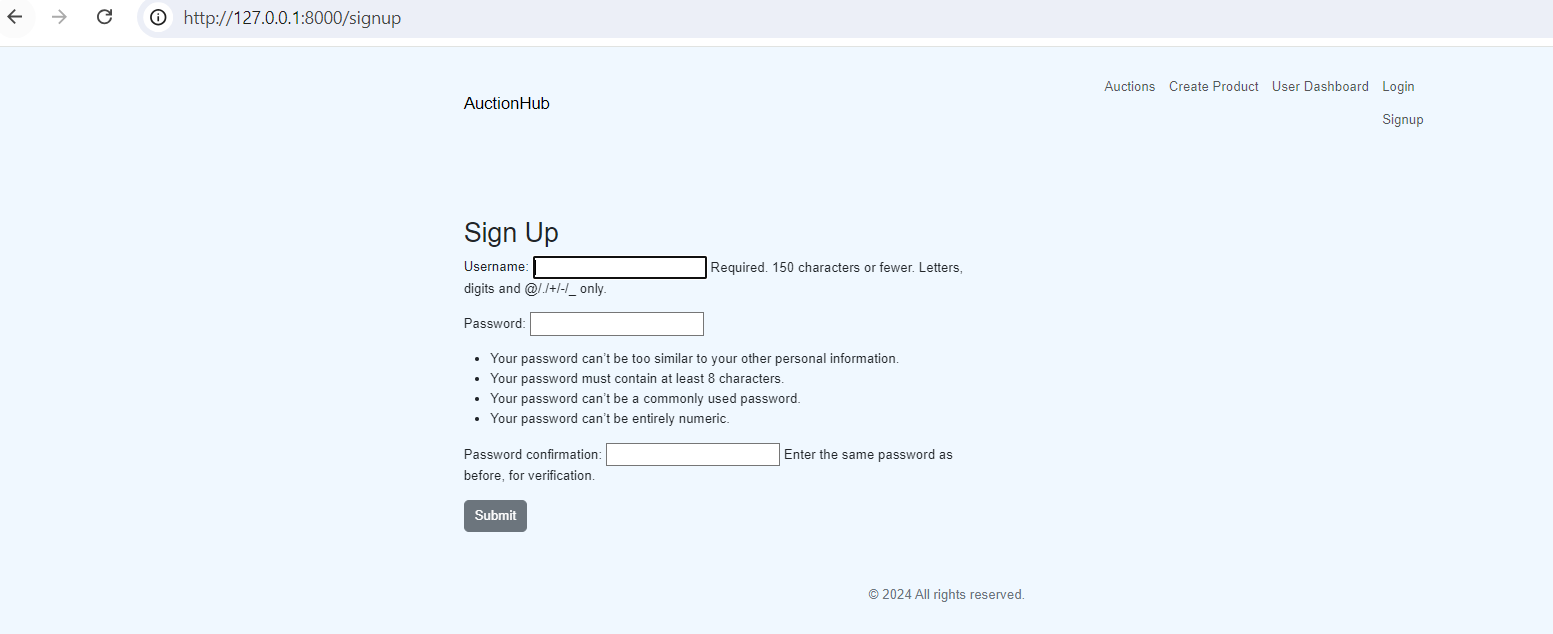 http://127.0.0.1:8000/signup
AuctionHub
Auctions Create Product User Dashboard Login
Signup
Sign Up
Username: Required. 150 characters or fewer. Letters,
digits and @/./+/-/_ only.
Password:
• Your password can’t be too similar to your other personal information.
• Your password must contain at least 8 characters.
• Your password can’t be a commonly used password.
• Your password can’t be entirely numeric.
Password confirmation: Enter the same password as
before, for verification.
Submit
© 2024 All rights reserved.